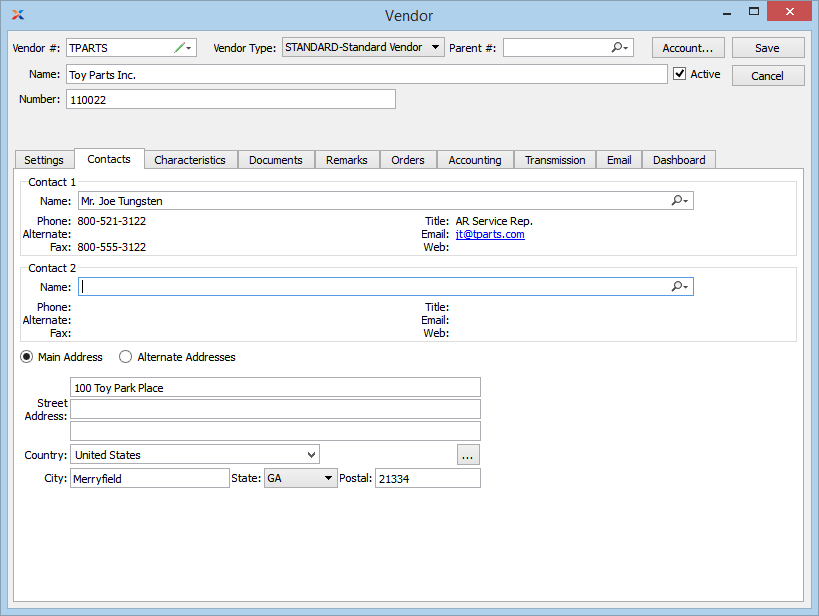 Vendor
Vendor #: TPARTS Vendor Type: STANDARD-Standard Vendor Parent #: Account... Save
Name: Toy Parts Inc. Active Cancel
Number: 110022
Settings Contacts Characteristics Documents Remarks Orders Accounting Transmission Email Dashboard
Contact 1
Name: Mr. Joe Tungsten
Phone: 800-521-3122 Title: AR Service Rep.
Alternate: Email: jt@tparts.com
Fax: 800-555-3122 Web:
Contact 2
Name:
Phone: Title:
Alternate: Email:
Fax: Web:
Main Address Alternate Addresses
100 Toy Park Place
Street
Address:
Country: United States ...
City: Merryfield State: GA Postal: 21334